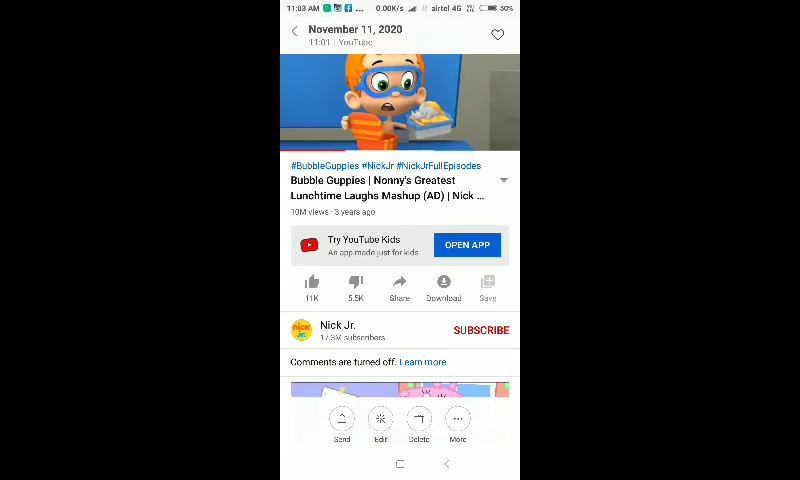 11:03 AM ... 0.00K/s airtel 4G 50%
November 11, 2020
11:01 | YouTube
#BubbleGuppies #NickJr #NickJrFullEpisodes
Bubble Guppies | Nonny's Greatest
Lunchtime Laughs Mashup (AD) | Nick ...
10M views · 3 years ago
Try YouTube Kids
An app made just for kids
OPEN APP
11K 5.5K Share Download Save
nick jr.
Nick Jr.
17.3M subscribers
SUBSCRIBE
Comments are turned off. Learn more
Send Edit Delete More